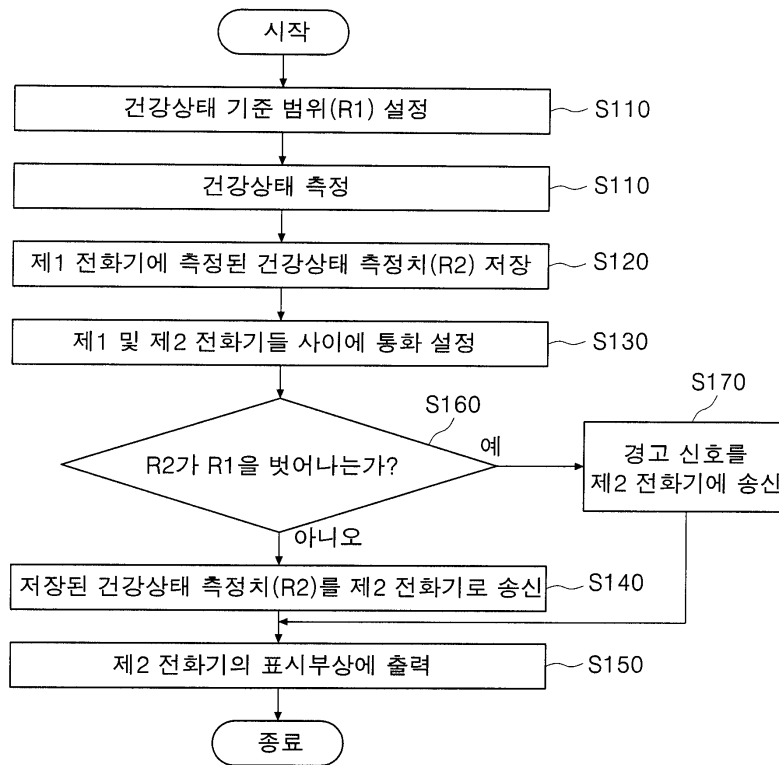 시작
건강상태 기준 범위(R1) 설정
S110
건강상태 측정
S110
제1 전화기에 측정된 건강상태 측정치(R2) 저장
S120
제1 및 제2 전화기들 사이에 통화 설정
S130
S160
R2가 R1을 벗어나는가?
예
S170
경고 신호를
제2 전화기에 송신
아니오
저장된 건강상태 측정치(R2)를 제2 전화기로 송신
S140
제2 전화기의 표시부상에 출력
S150
종료